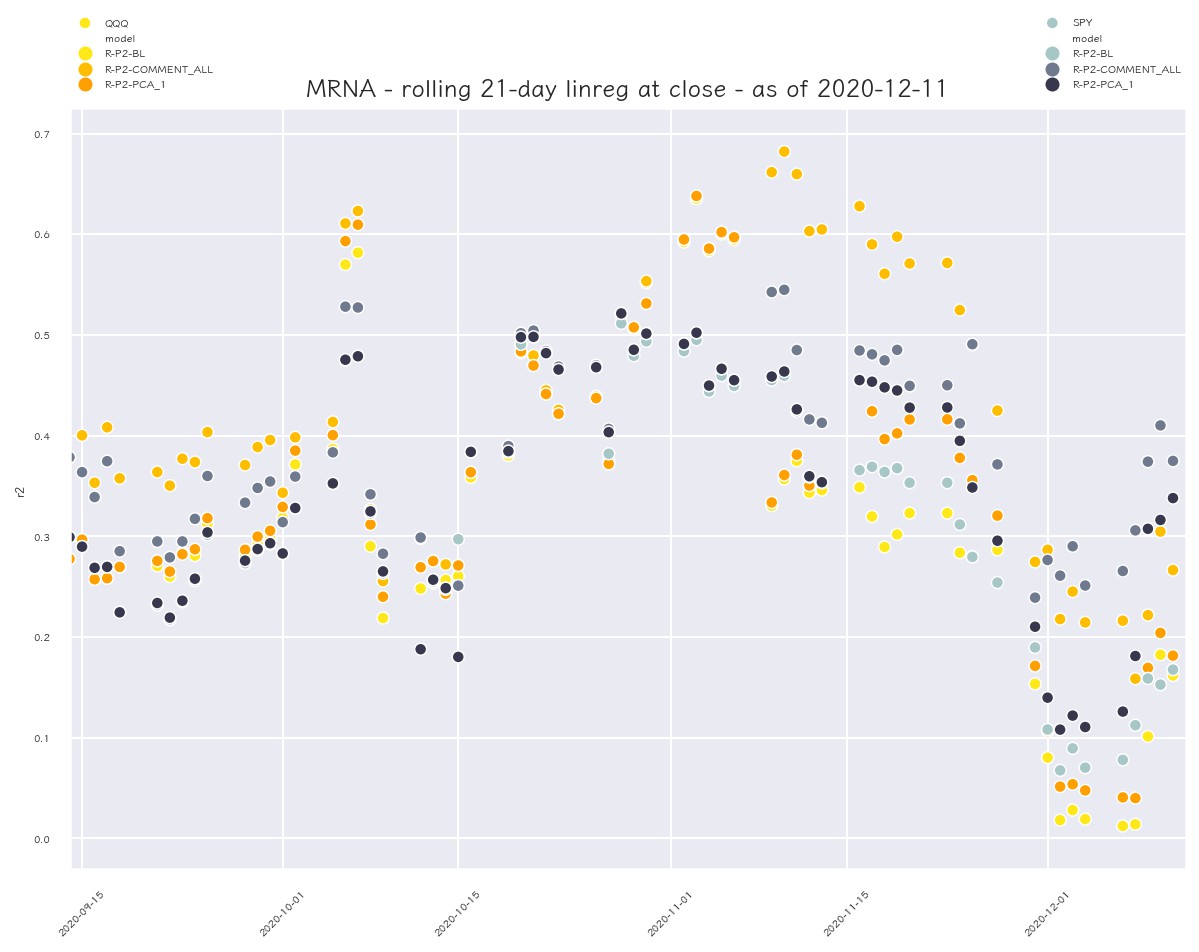 QQQ
model
R-P2-BL
R-P2-COMMENT_ALL
R-P2-PCA_1
SPY
model
R-P2-BL
R-P2-COMMENT_ALL
R-P2-PCA_1
MRNA - rolling 21-day linreg at close - as of 2020-12-11
0.7
0.6
0.5
0.4
0.3
0.2
0.1
0.0
r2
2020-09-15
2020-10-01
2020-10-15
2020-11-01
2020-11-15
2020-12-01